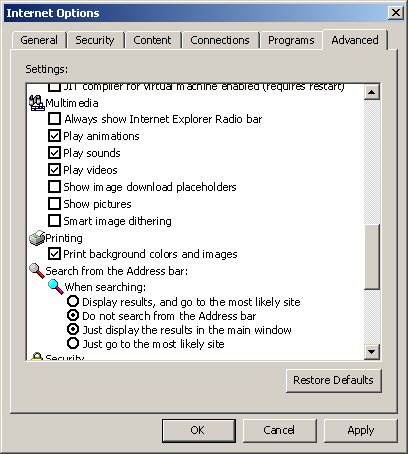 Internet Options
General Security Content Connections Programs Advanced
Settings:
JIT compiler for virtual machine enabled (requires restart)
Multimedia
Always show Internet Explorer Radio bar
Play animations
Play sounds
Play videos
Show image download placeholders
Show pictures
Smart image dithering
Printing
Print background colors and images
Search from the Address bar:
When searching:
Display results, and go to the most likely site
Do not search from the Address bar
Just display the results in the main window
Just go to the most likely site
Security
Restore Defaults
OK Cancel Apply